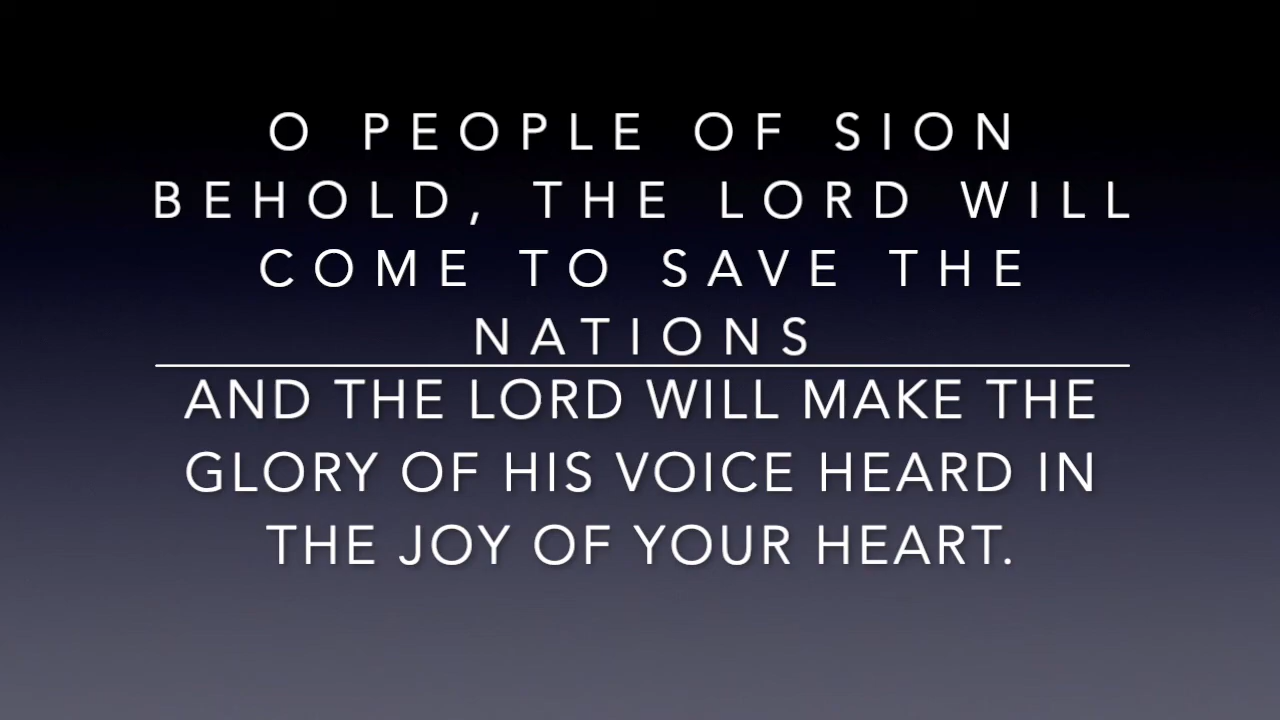 O PEOPLE OF SION
BEHOLD, THE LORD WILL
COME TO SAVE THE
NATIONS
AND THE LORD WILL MAKE THE
GLORY OF HIS VOICE HEARD IN
THE JOY OF YOUR HEART.